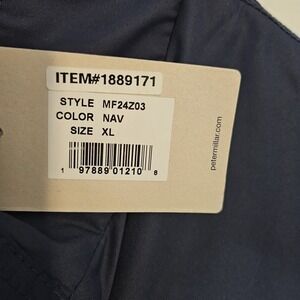 ITEM#1889171
STYLE MF24Z03
COLOR NAV
SIZE XL
1 97889 01210 8
petermillar.com